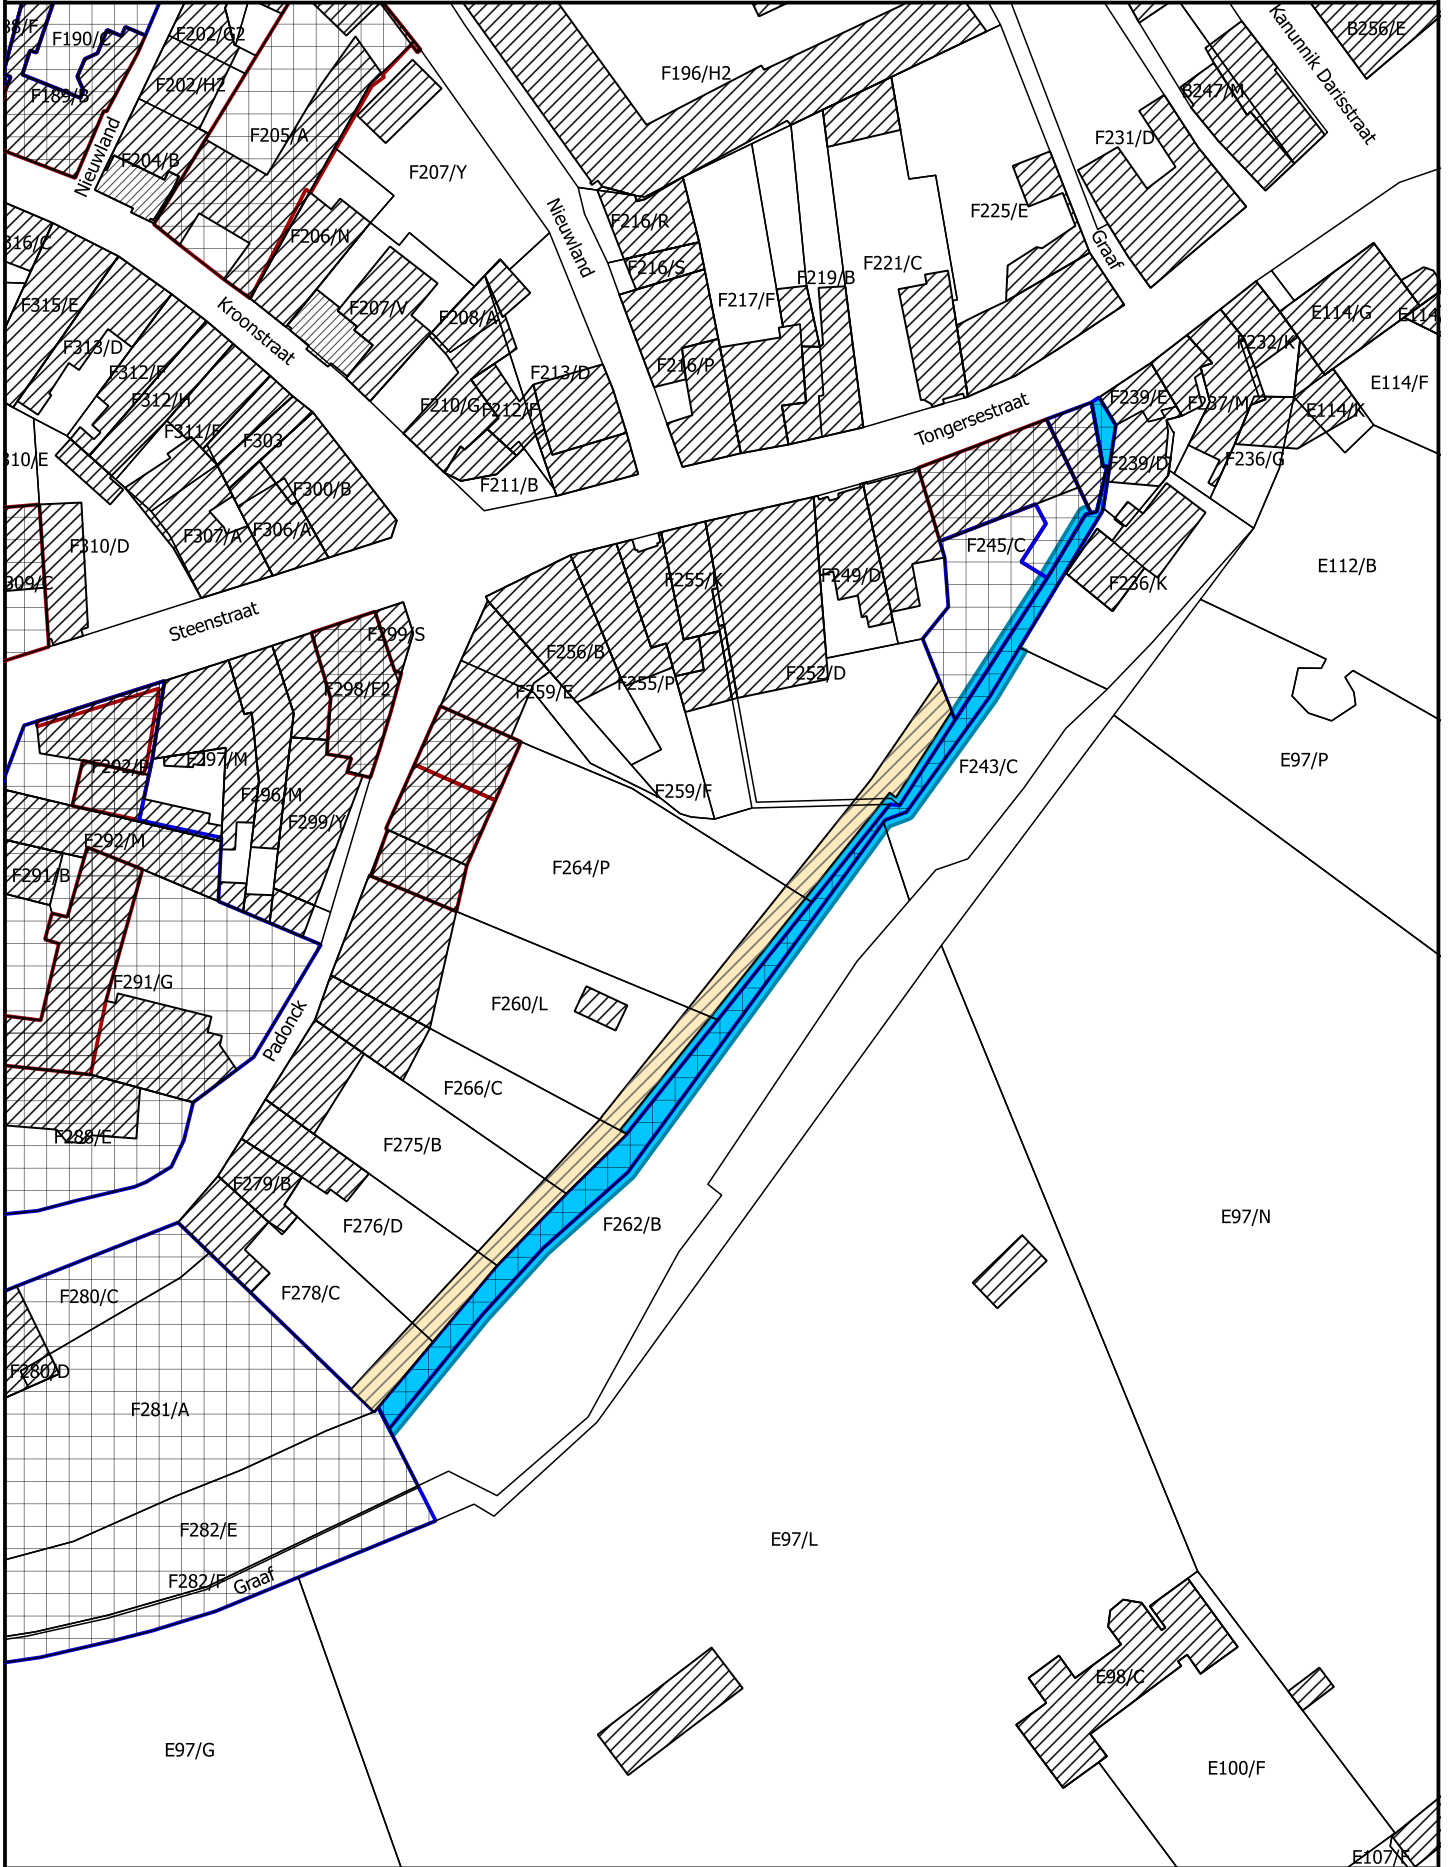 F190/C
F202/G2
F196/H2
B256/E
Kanunnik Darisstraat
F189/B
F202/H2
B247/M
F205/A
F231/D
Nieuwland
F204/B
F207/Y
F216/R
F225/E
Nieuwland
F206/N
Graaf
F216/S
F221/C
F219/B
F315/E
F207/V
F208/A
F217/F
E114/G
Kroonstraat
F313/D
F232/K
F312/F
F213/D
F216/P
E114/F
F312/H
F210/G
F239/E
F237/M
E114/K
Tongersestraat
F311/F
F303
F211/B
F239/D
F236/G
F300/B
F307/A
F306/A
F310/D
F245/C
E112/B
F255/K
F249/D
F236/K
Steenstraat
F299/S
F256/B
F252/D
F298/F2
F259/E
F255/P
F297/M
F243/C
E97/P
F296/M
F259/F
F299/Y
F292/M
F291/B
F264/P
F291/G
F260/L
Padonck
F266/C
F288/E
F275/B
F279/B
F276/D
F262/B
E97/N
F280/C
F278/C
F280/D
F281/A
F282/E
E97/L
F282/F
Graaf
E98/C
E97/G
E100/F
E107/F